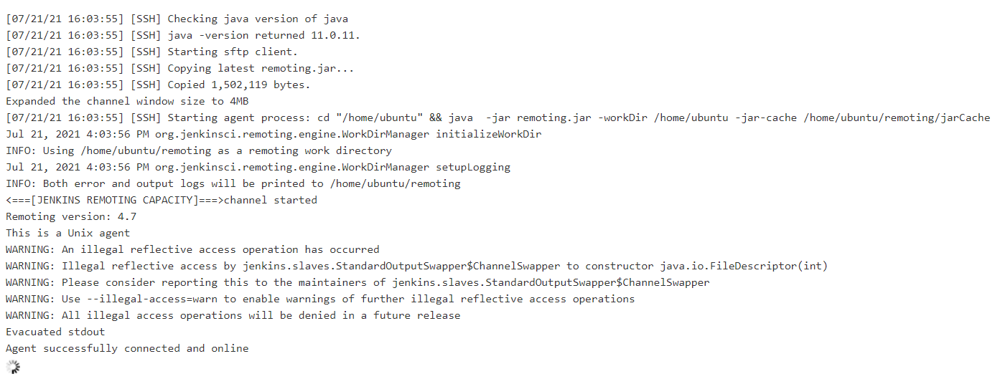 [07/21/21 16:03:55] [SSH] Checking java version of java
[07/21/21 16:03:55] [SSH] java -version returned 11.0.11.
[07/21/21 16:03:55] [SSH] Starting sftp client.
[07/21/21 16:03:55] [SSH] Copying latest remoting.jar...
[07/21/21 16:03:55] [SSH] Copied 1,502,119 bytes.
Expanded the channel window size to 4MB
[07/21/21 16:03:55] [SSH] Starting agent process: cd "/home/ubuntu" && java  -jar remoting.jar -workDir /home/ubuntu -jar-cache /home/ubuntu/remoting/jarCache
Jul 21, 2021 4:03:56 PM org.jenkinsci.remoting.engine.WorkDirManager initializeWorkDir
INFO: Using /home/ubuntu/remoting as a remoting work directory
Jul 21, 2021 4:03:56 PM org.jenkinsci.remoting.engine.WorkDirManager setupLogging
INFO: Both error and output logs will be printed to /home/ubuntu/remoting
<===[JENKINS REMOTING CAPACITY]===>channel started
Remoting version: 4.7
This is a Unix agent
WARNING: An illegal reflective access operation has occurred
WARNING: Illegal reflective access by jenkins.slaves.StandardOutputSwapper$ChannelSwapper to constructor java.io.FileDescriptor(int)
WARNING: Please consider reporting this to the maintainers of jenkins.slaves.StandardOutputSwapper$ChannelSwapper
WARNING: Use --illegal-access=warn to enable warnings of further illegal reflective access operations
WARNING: All illegal access operations will be denied in a future release
Evacuated stdout
Agent successfully connected and online